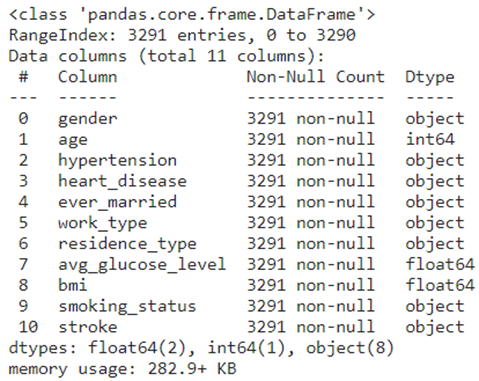 <class 'pandas.core.frame.DataFrame'>
RangeIndex: 3291 entries, 0 to 3290
Data columns (total 11 columns):
 #   Column             Non-Null Count  Dtype
---  ------             --------------  -----
 0   gender             3291 non-null   object
 1   age                3291 non-null   int64
 2   hypertension       3291 non-null   object
 3   heart_disease      3291 non-null   object
 4   ever_married       3291 non-null   object
 5   work_type          3291 non-null   object
 6   residence_type     3291 non-null   object
 7   avg_glucose_level  3291 non-null   float64
 8   bmi                3291 non-null   float64
 9   smoking_status     3291 non-null   object
 10  stroke             3291 non-null   object
dtypes: float64(2), int64(1), object(8)
memory usage: 282.9+ KB